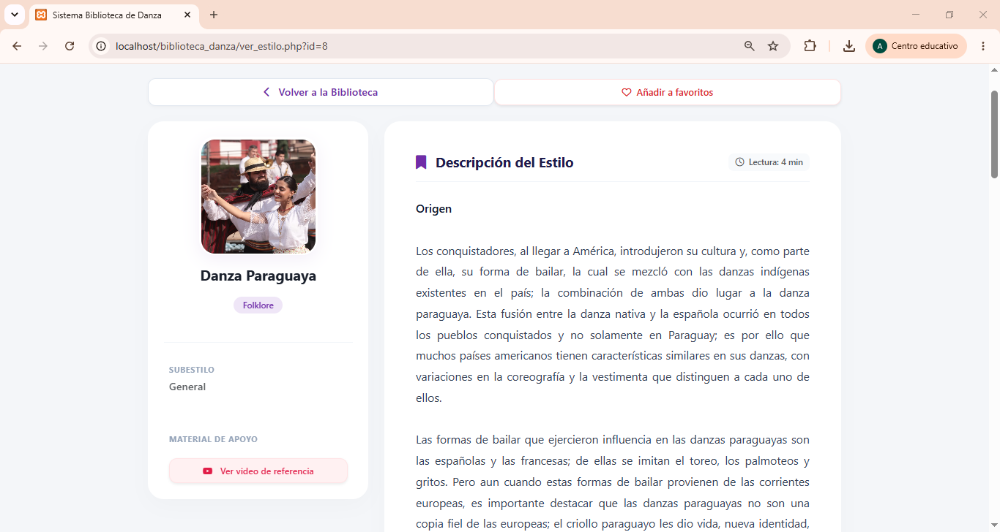 Sistema Biblioteca de Danza
localhost/biblioteca_danza/ver_estilo.php?id=8
A
Centro educativo
Volver a la Biblioteca
Añadir a favoritos
Danza Paraguaya
Folklore
SUBESTILO
General
MATERIAL DE APOYO
Ver video de referencia
Descripción del Estilo
Lectura: 4 min
Origen
Los conquistadores, al llegar a América, introdujeron su cultura y, como parte
de ella, su forma de bailar, la cual se mezcló con las danzas indígenas
existentes en el país; la combinación de ambas dio lugar a la danza
paraguaya. Esta fusión entre la danza nativa y la española ocurrió en todos
los pueblos conquistados y no solamente en Paraguay; es por ello que
muchos países americanos tienen características similares en sus danzas, con
variaciones en la coreografía y la vestimenta que distinguen a cada uno de
ellos.
Las formas de bailar que ejercieron influencia en las danzas paraguayas son
las españolas y las francesas; de ellas se imitan el toreo, los palmoteos y
gritos. Pero aun cuando estas formas de bailar provienen de las corrientes
europeas, es importante destacar que las danzas paraguayas no son una
copia fiel de las europeas; el criollo paraguayo les dio vida, nueva identidad,